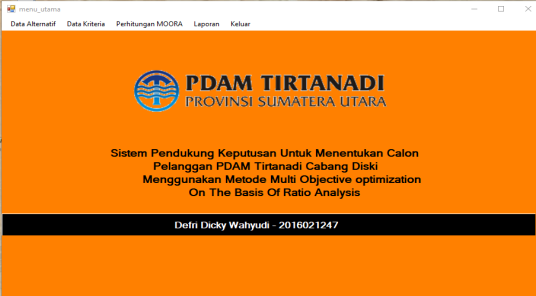 menu_utama
Data Alternatif Data Kriteria Perhitungan MOORA Laporan Keluar
PDAM TIRTANADI
PROVINSI SUMATERA UTARA
Sistem Pendukung Keputusan Untuk Menentukan Calon
Pelanggan PDAM Tirtanadi Cabang Diski
Menggunakan Metode Multi Objective optimization
On The Basis Of Ratio Analysis
Defri Dicky Wahyudi - 2016021247